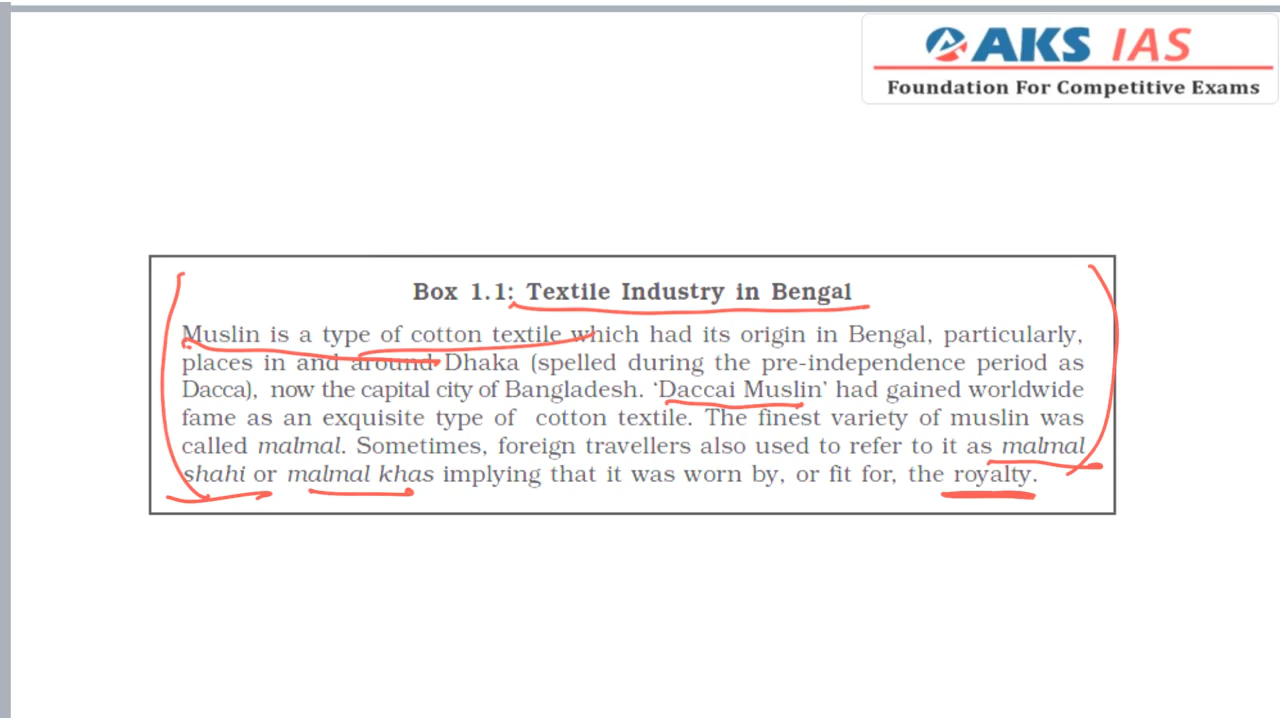 AKS IAS
Foundation For Competitive Exams
Box 1.1: Textile Industry in Bengal
Muslin is a type of cotton textile which had its origin in Bengal, particularly,
places in and around Dhaka (spelled during the pre-independence period as
Dacca), now the capital city of Bangladesh. ‘Daccai Muslin’ had gained worldwide
fame as an exquisite type of cotton textile. The finest variety of muslin was
called malmal. Sometimes, foreign travellers also used to refer to it as malmal
shahi or malmal khas implying that it was worn by, or fit for, the royalty.